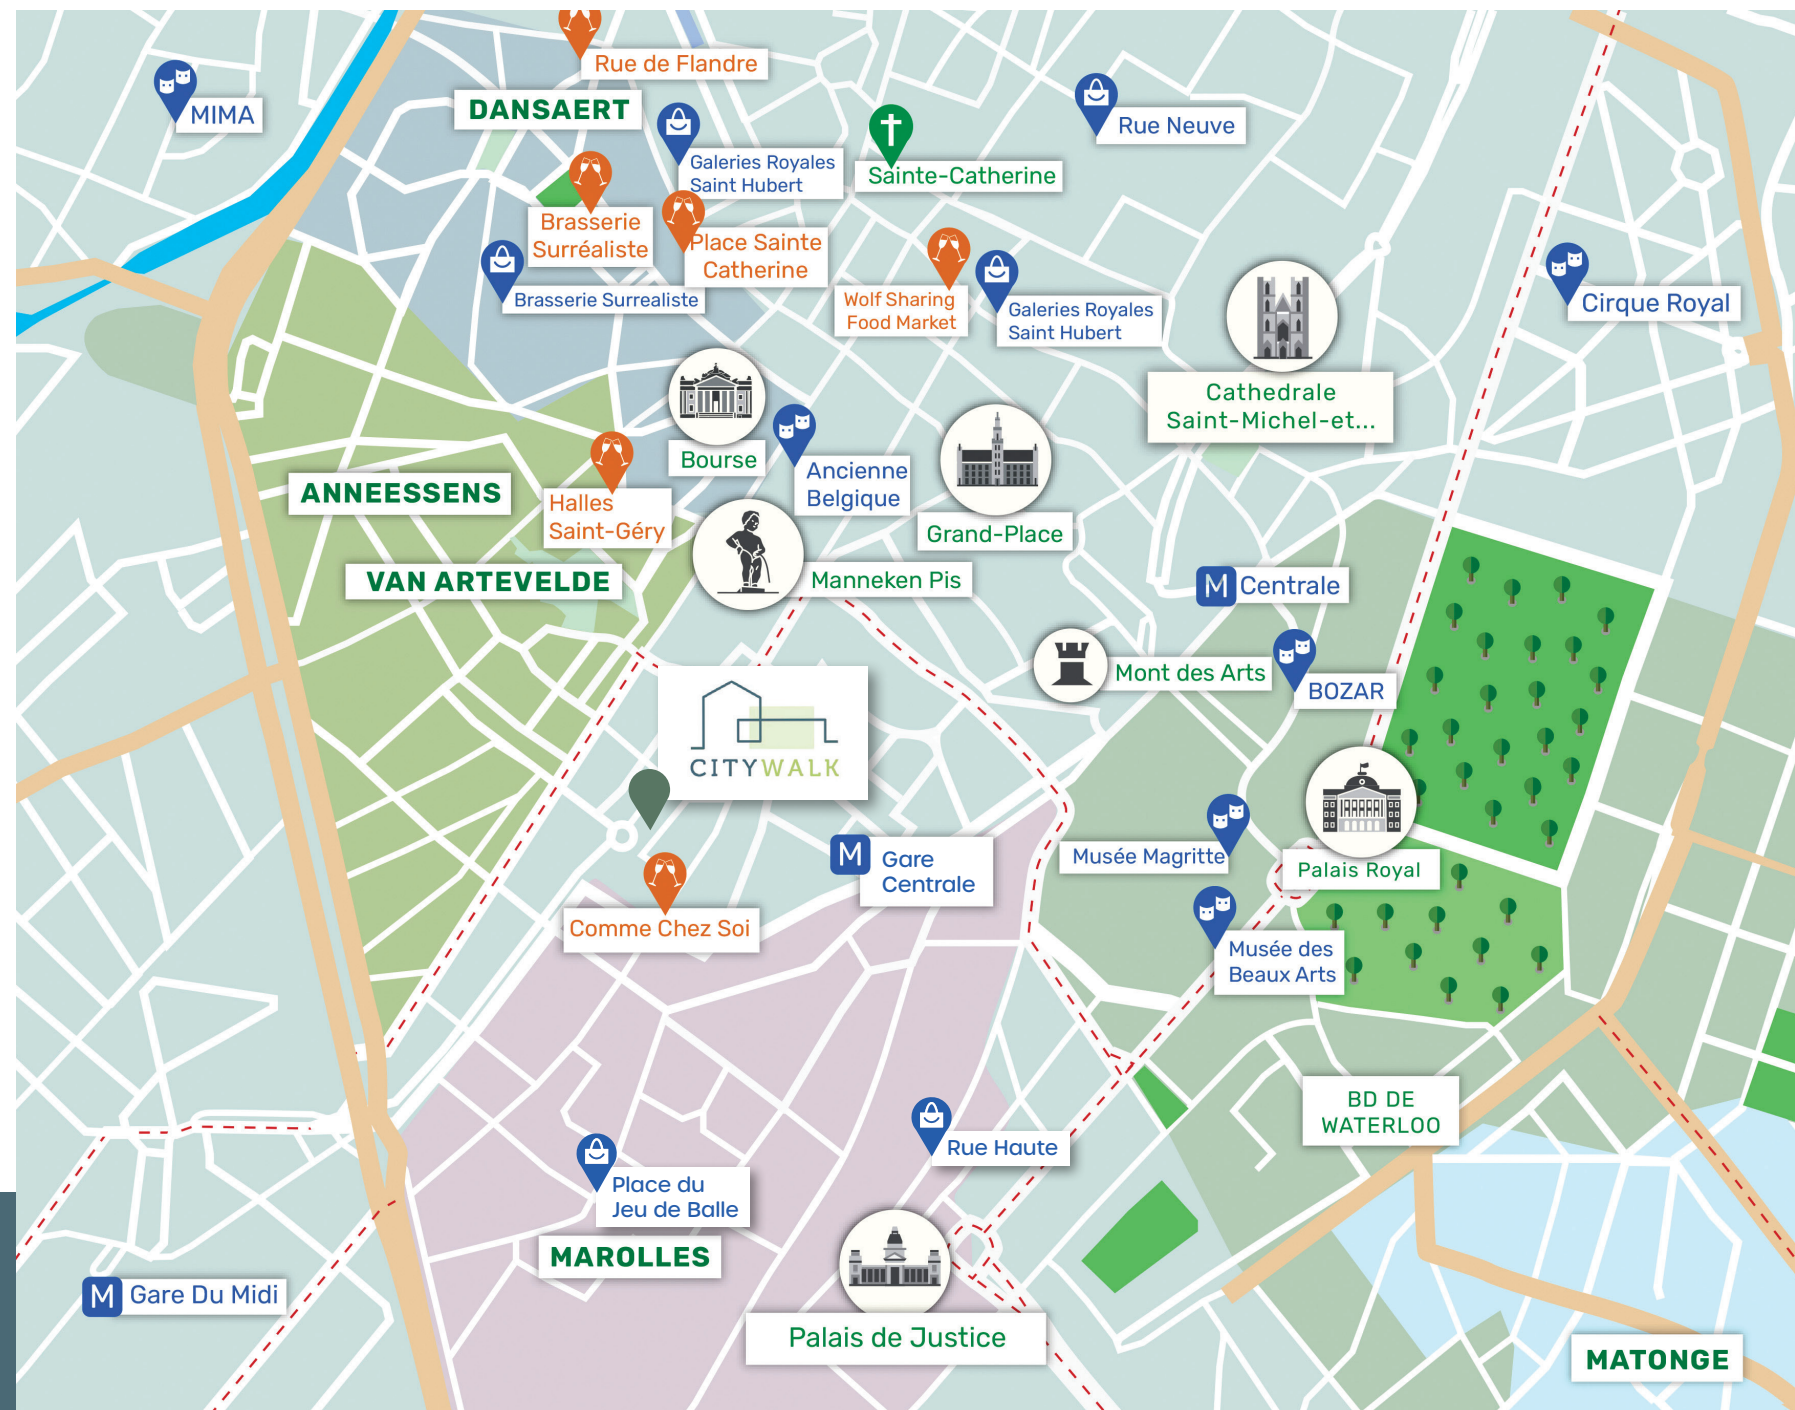 Rue de Flandre
DANSAERT
MIMA
Rue Neuve
Galeries Royales
Saint Hubert
Sainte-Catherine
Brasserie
Surréaliste
Place Sainte
Catherine
Brasserie Surrealiste
Wolf Sharing
Food Market
Galeries Royales
Saint Hubert
Cirque Royal
Cathedrale
Saint-Michel-et...
Bourse
Ancienne
Belgique
ANNEESSENS
Halles
Saint-Géry
Grand-Place
VAN ARTEVELDE
Manneken Pis
M Centrale
Mont des Arts
BOZAR
CITYWALK
M Gare
Centrale
Musée Magritte
Palais Royal
Comme Chez Soi
Musée des
Beaux Arts
BD DE
WATERLOO
Rue Haute
Place du
Jeu de Balle
MAROLLES
M Gare Du Midi
Palais de Justice
MATONGE